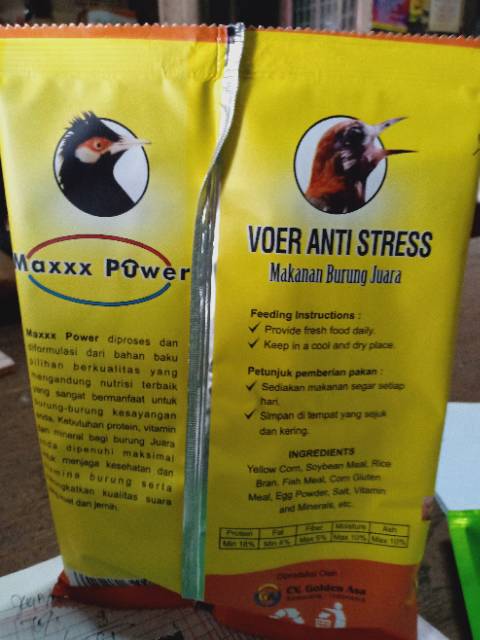 Maxxx Power
Maxxx Power diproses dan
diformulasi dari bahan baku
pilihan berkualitas yang
mengandung nutrisi terbaik
yang sangat bermanfaat untuk
burung-burung kesayangan
Kebutuhan protein, vitamin
dan mineral bagi burung Juara
dipenuhi maksimal
untuk menjaga kesehatan dan
stamina burung serta
meningkatkan kualitas suara
dan jernih.
VOER ANTI STRESS
Makanan Burung Juara
Feeding Instructions :
✓ Provide fresh food daily.
✓ Keep in a cool and dry place.
Petunjuk pemberian pakan :
✓ Sediakan makanan segar setiap
hari.
✓ Simpan di tempat yang sejuk
dan kering.
INGREDIENTS
Yellow Corn, Soybean Meal, Rice
Bran, Fish Meal, Corn Gluten
Meal, Egg Powder, Salt, Vitamin
and Minerals, etc.
Protein Fat Fiber Moisture Ash
Min 18% Min 4% Max 5% Max 10% Max 10%
Diproduksi Oleh :
CV. Golden Asa